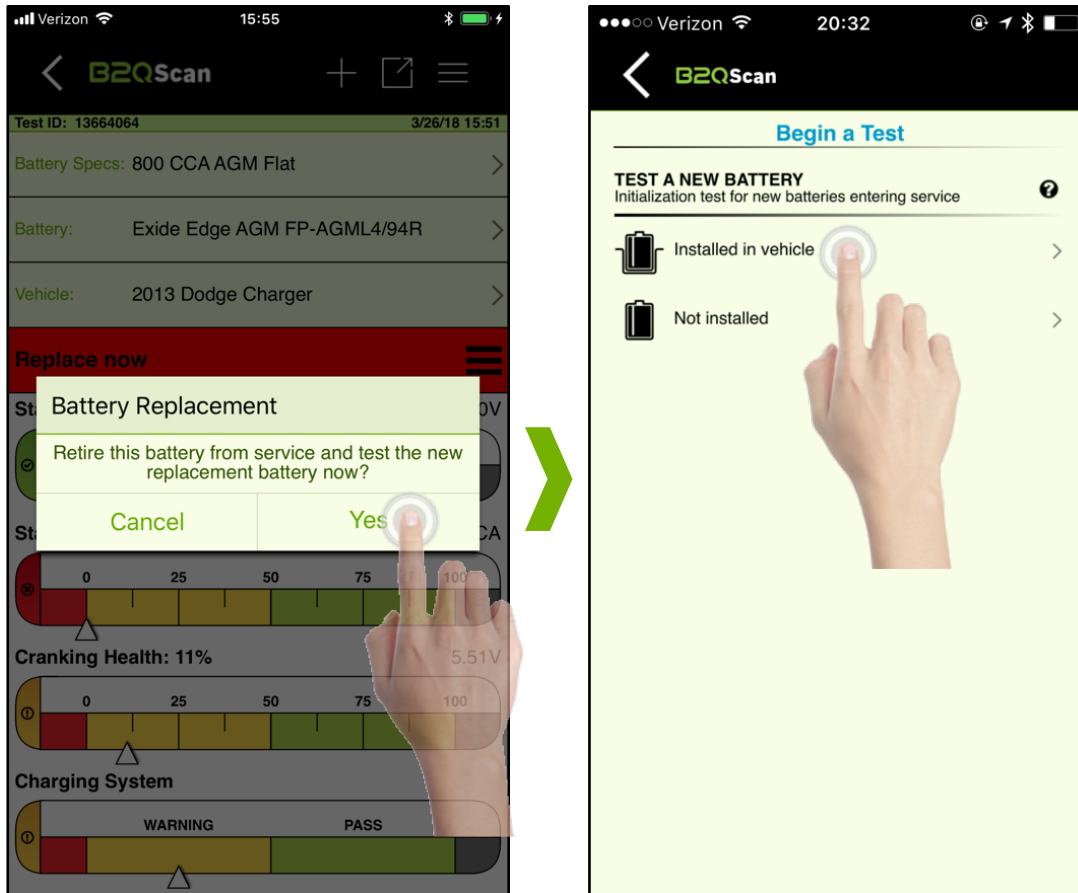 Verizon 15:55
B2QScan
Test ID: 13664064 3/26/18 15:51
Battery Specs: 800 CCA AGM Flat
Battery: Exide Edge AGM FP-AGML4/94R
Vehicle: 2013 Dodge Charger
Replace now
St 0V
Battery Replacement
Retire this battery from service and test the new
replacement battery now?
Cancel Yes
St CA
0 25 50 75 100
Cranking Health: 11% 5.51V
0 25 50 75 100
Charging System
WARNING PASS
Verizon 20:32
B2QScan
Begin a Test
TEST A NEW BATTERY
Initialization test for new batteries entering service
Installed in vehicle
Not installed